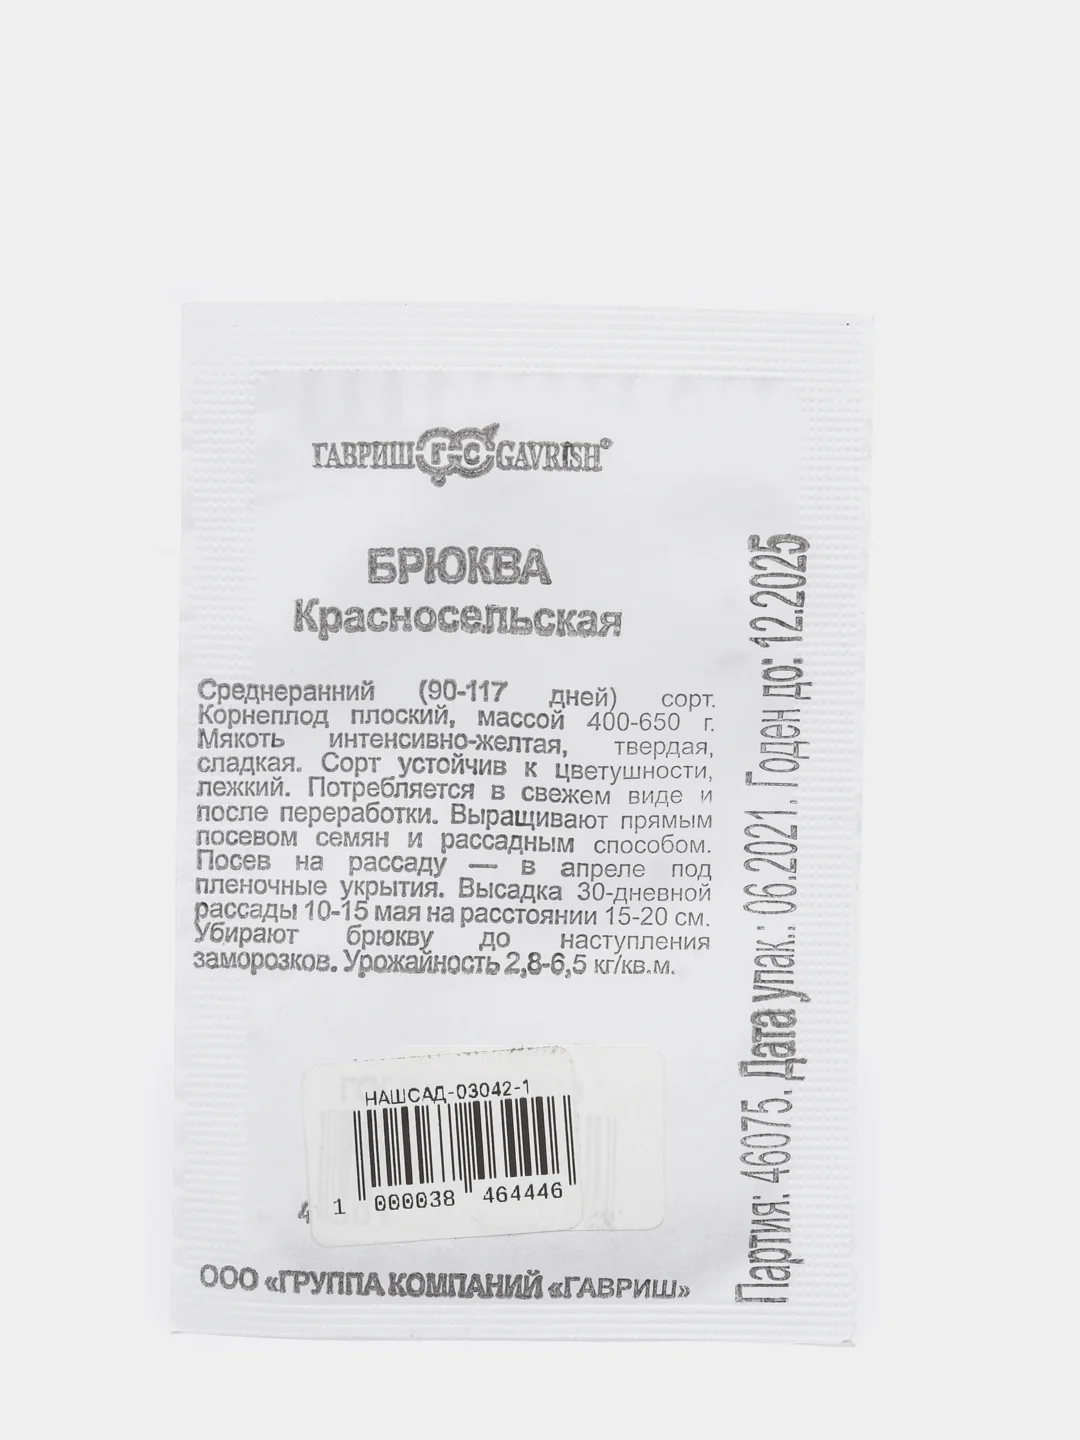 ГАВРИШ ГС GAVRISH®
БРЮКВА
Красносельская
Среднеранний (90-117 дней) сорт.
Корнеплод плоский, массой 400-650 г.
Мякоть интенсивно-желтая, твердая,
сладкая. Сорт устойчив к цветушности,
лежкий. Потребляется в свежем виде и
после переработки. Выращивают прямым
посевом семян и рассадным способом.
Посев на рассаду — в апреле под
пленочные укрытия. Высадка 30-дневной
рассады 10-15 мая на расстоянии 15-20 см.
Убирают брюкву до наступления
заморозков. Урожайность 2,8-6,5 кг/кв.м.
НАШСАД-03042-1
1 000038 464446
4
ООО «ГРУППА КОМПАНИЙ «ГАВРИШ»
Партия: 46075. Дата упак.: 06.2021. Годен до: 12.2025